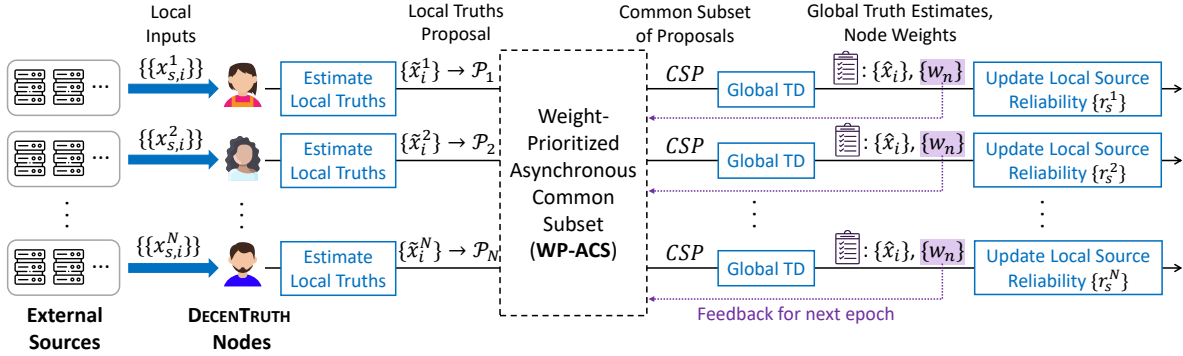 Local
Inputs
Local Truths
Proposal
Common Subset
of Proposals
Global Truth Estimates,
Node Weights
{{x_{s,i}^1}}
Estimate
Local Truths
{x̃_i^1} → 𝒫_1
CSP
Global TD
: {x̂_i}, {w_n}
Update Local Source
Reliability {r_s^1}
{{x_{s,i}^2}}
Estimate
Local Truths
{x̃_i^2} → 𝒫_2
Weight-
Prioritized
Asynchronous
Common
Subset
(WP-ACS)
CSP
Global TD
: {x̂_i}, {w_n}
Update Local Source
Reliability {r_s^2}
{{x_{s,i}^N}}
Estimate
Local Truths
{x̃_i^N} → 𝒫_N
CSP
Global TD
: {x̂_i}, {w_n}
Update Local Source
Reliability {r_s^N}
Feedback for next epoch
External
Sources
DECENTRUTH
Nodes